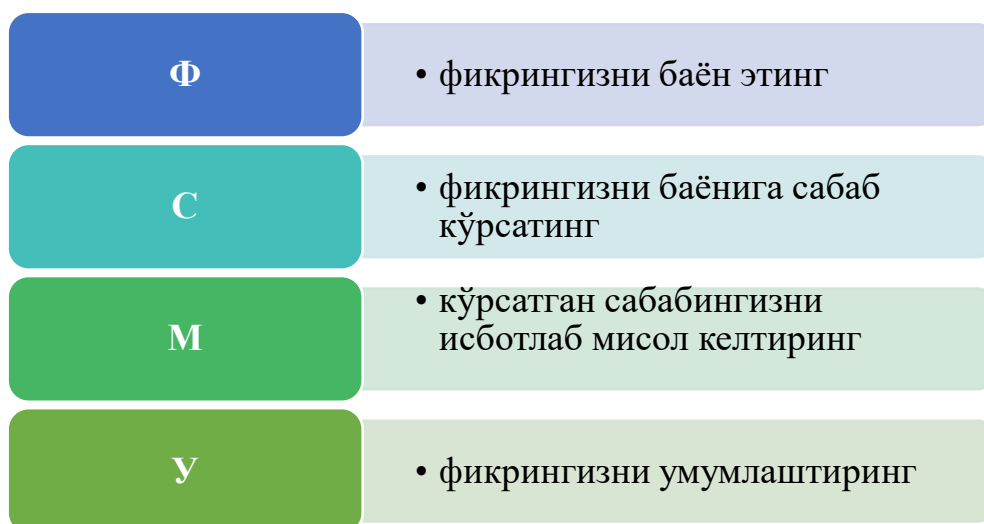 Ф
• фикрингизни баён этинг
С
• фикрингизни баёнига сабаб
кўрсатинг
М
• кўрсатган сабабингизни
исботлаб мисол келтиринг
У
• фикрингизни умумлаштиринг